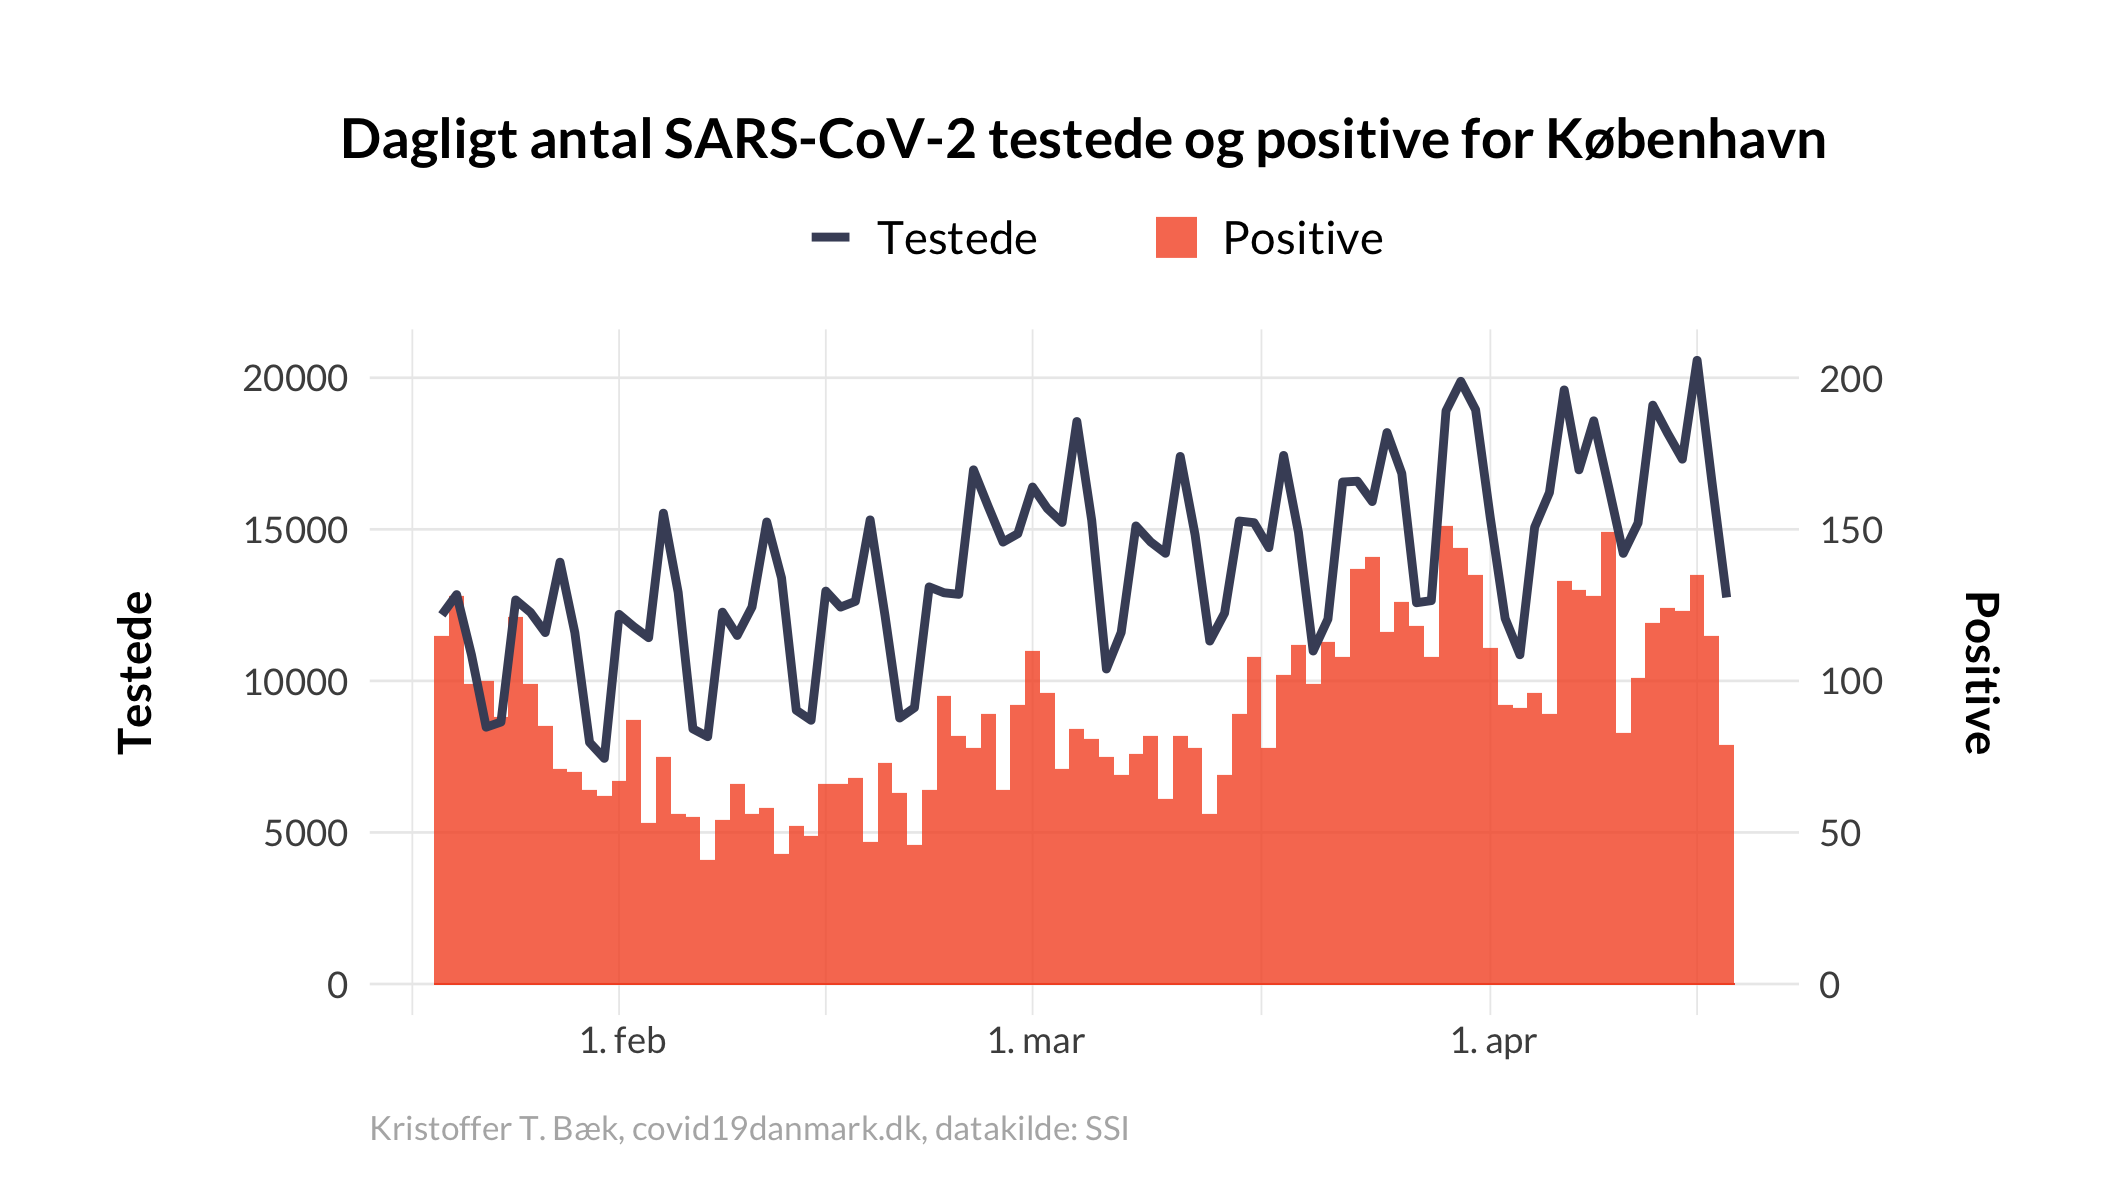 Dagligt antal SARS-CoV-2 testede og positive for København
Testede
Positive
20000
15000
10000
5000
0
200
150
100
50
0
Testede
Positive
1. feb
1. mar
1. apr
Kristoffer T. Bæk, covid19danmark.dk, datakilde: SSI